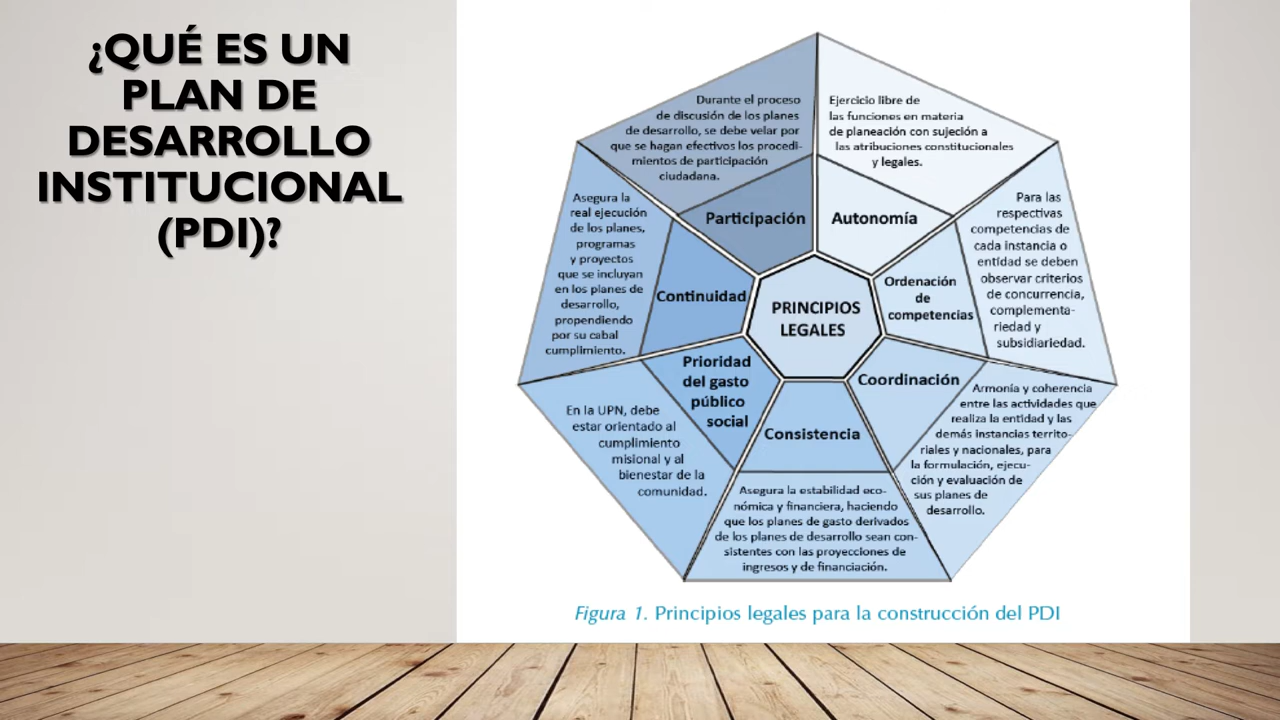 ¿QUÉ ES UN
PLAN DE
DESARROLLO
INSTITUCIONAL
(PDI)?
Durante el proceso
de discusión de los planes
de desarrollo, se debe velar por
que se hagan efectivos los procedi-
mientos de participación
ciudadana.
Participación
Ejercicio libre de
las funciones en materia
de planeación con sujeción a
las atribuciones constitucionales
y legales.
Autonomía
Para las
respectivas
competencias de
cada instancia o
entidad se deben
observar criterios
de concurrencia,
complementa-
riedad y
subsidiariedad.
Ordenación
de
competencias
Coordinación
Armonía y coherencia
entre las actividades que
realiza la entidad y las
demás instancias territo-
riales y nacionales, para
la formulación, ejecu-
ción y evaluación de
sus planes de
desarrollo.
Consistencia
Asegura la estabilidad eco-
nómica y financiera, haciendo
que los planes de gasto derivados
de los planes de desarrollo sean con-
sistentes con las proyecciones de
ingresos y de financiación.
Prioridad
del gasto
público
social
En la UPN, debe
estar orientado al
cumplimiento
misional y al
bienestar de la
comunidad.
Continuidad
Asegura la
real ejecución
de los planes,
programas
y proyectos
que se incluyan
en los planes de
desarrollo,
propendiendo
por su cabal
cumplimiento.
PRINCIPIOS
LEGALES
Figura 1. Principios legales para la construcción del PDI